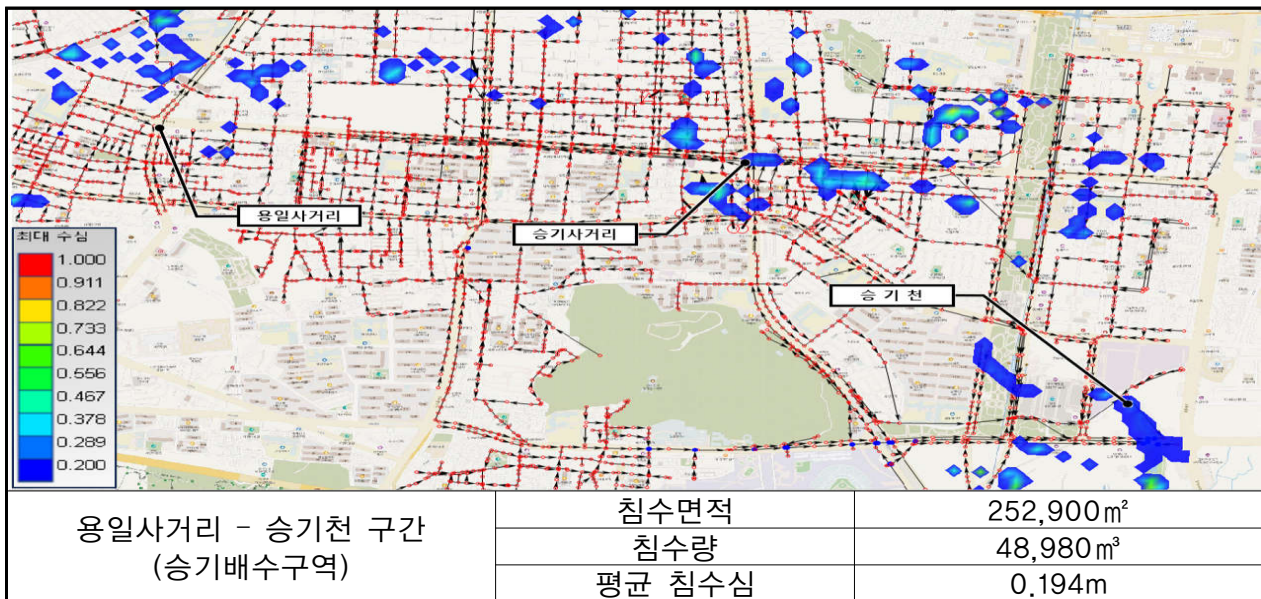 용일사거리
승기사거리
승 기 천
최대 수심
1.000
0.911
0.822
0.733
0.644
0.556
0.467
0.378
0.289
0.200
용일사거리 - 승기천 구간
(승기배수구역)
침수면적
252,900㎡
침수량
48,980㎥
평균 침수심
0.194m